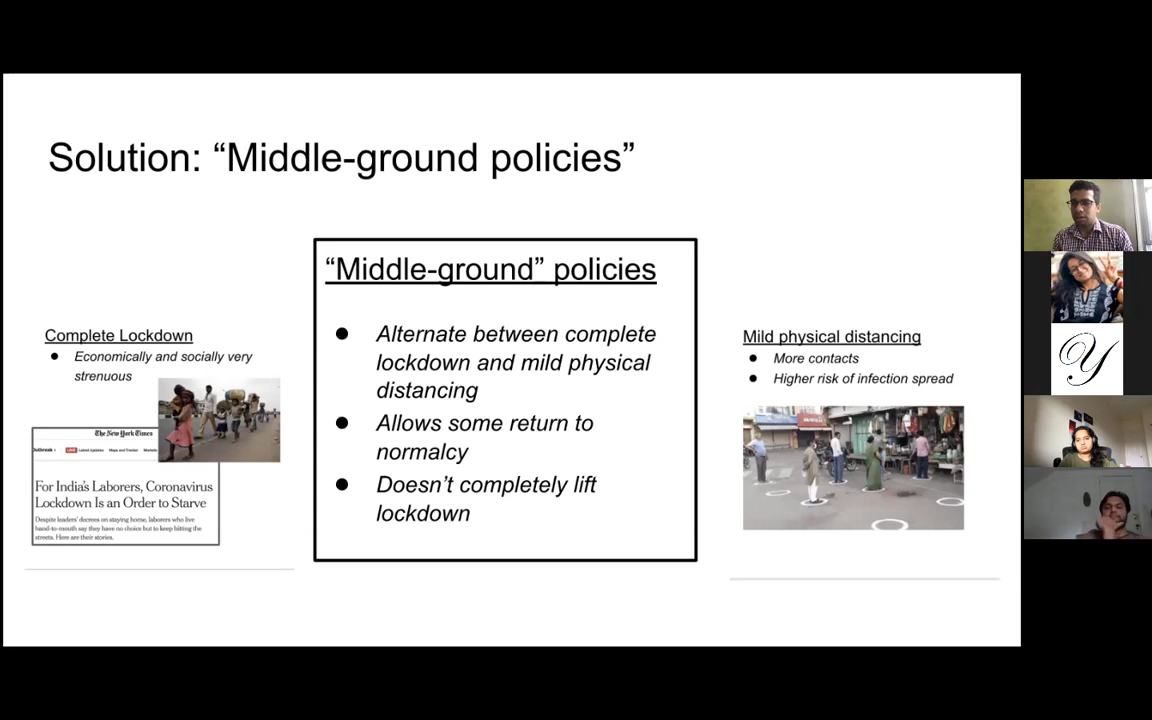 Solution: “Middle-ground policies”
Complete Lockdown
● Economically and socially very
strenuous
The New York Times
outbreak › LIVE Latest Updates Maps and Tracker Markets
For India's Laborers, Coronavirus
Lockdown Is an Order to Starve
Despite leaders' decrees on staying home, laborers who live
hand-to-mouth say they have no choice but to keep hitting the
streets. Here are their stories.
“Middle-ground” policies
● Alternate between complete
lockdown and mild physical
distancing
● Allows some return to
normalcy
● Doesn’t completely lift
lockdown
Mild physical distancing
● More contacts
● Higher risk of infection spread
Y